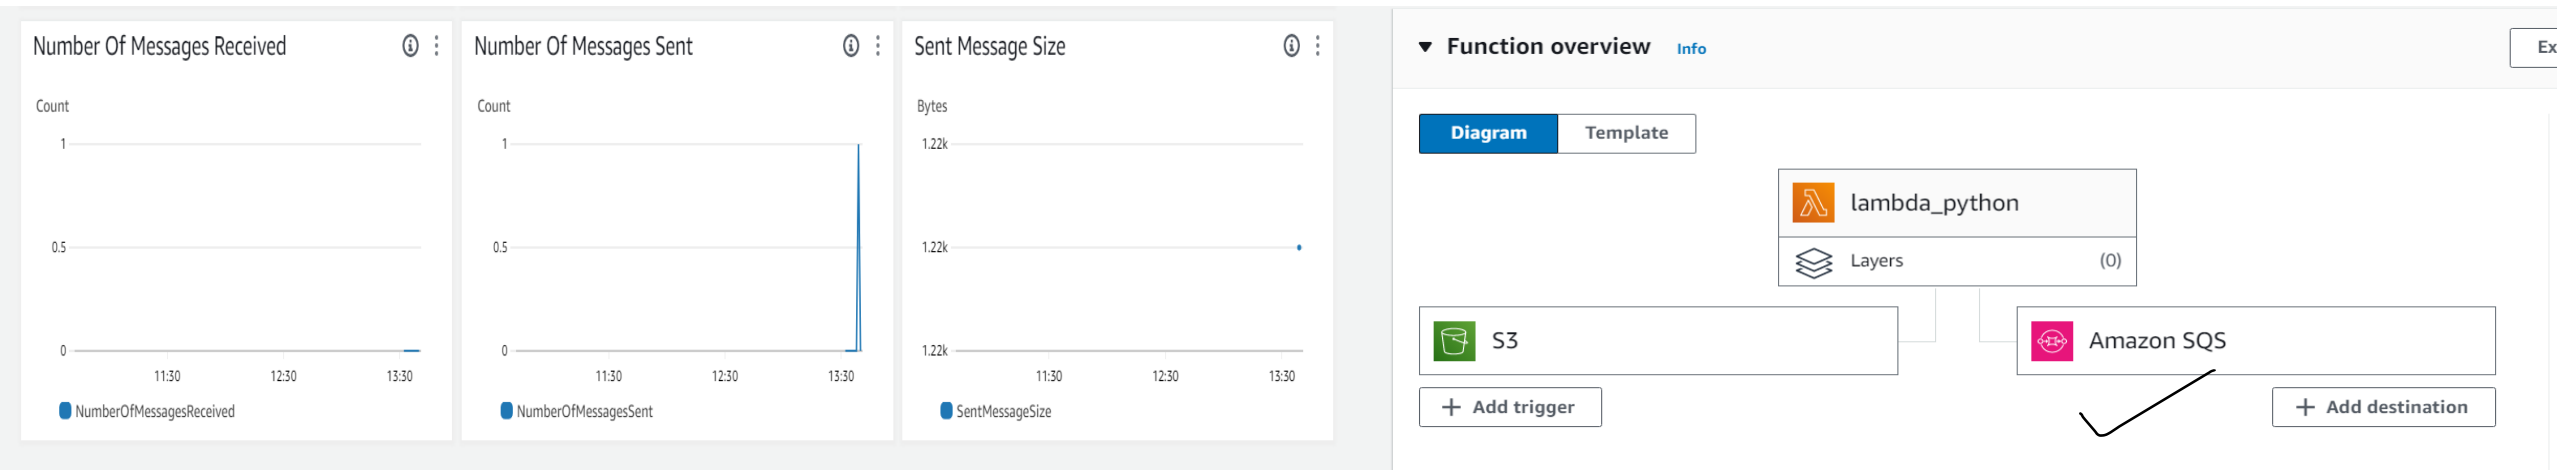 Number Of Messages Received
Count
1
0.5
0
11:30 12:30 13:30
NumberOfMessagesReceived
Number Of Messages Sent
Count
1
0.5
0
11:30 12:30 13:30
NumberOfMessagesSent
Sent Message Size
Bytes
1.22k
1.22k
1.22k
11:30 12:30 13:30
SentMessageSize
Function overview Info
Ex
Diagram Template
lambda_python
Layers (0)
S3
Amazon SQS
+ Add trigger
+ Add destination